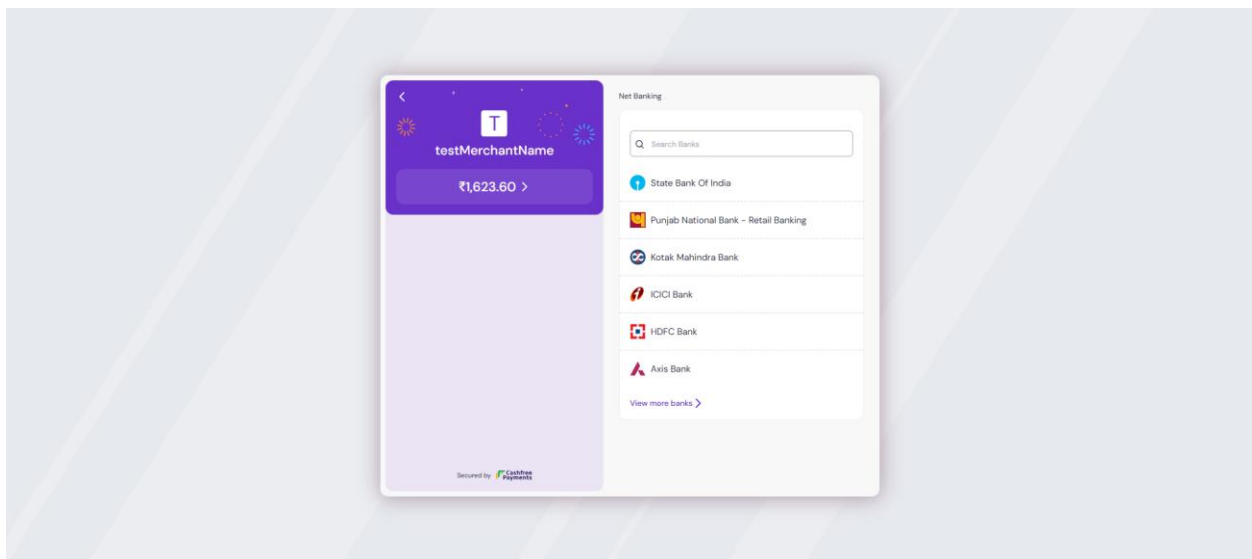 T
testMerchantName
₹1,623.60 >
Secured by Cashfree Payments
Net Banking
Search Banks
State Bank Of India
Punjab National Bank - Retail Banking
Kotak Mahindra Bank
ICICI Bank
HDFC Bank
Axis Bank
View more banks >